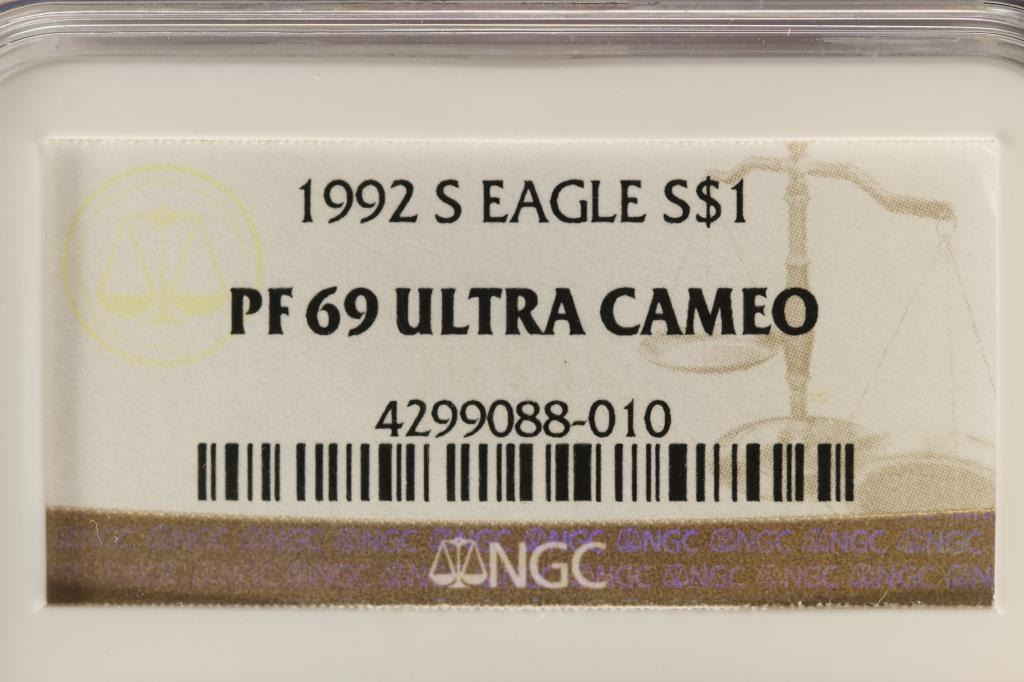 1992 S EAGLE S$1
PF 69 ULTRA CAMEO
4299088-010
NGC